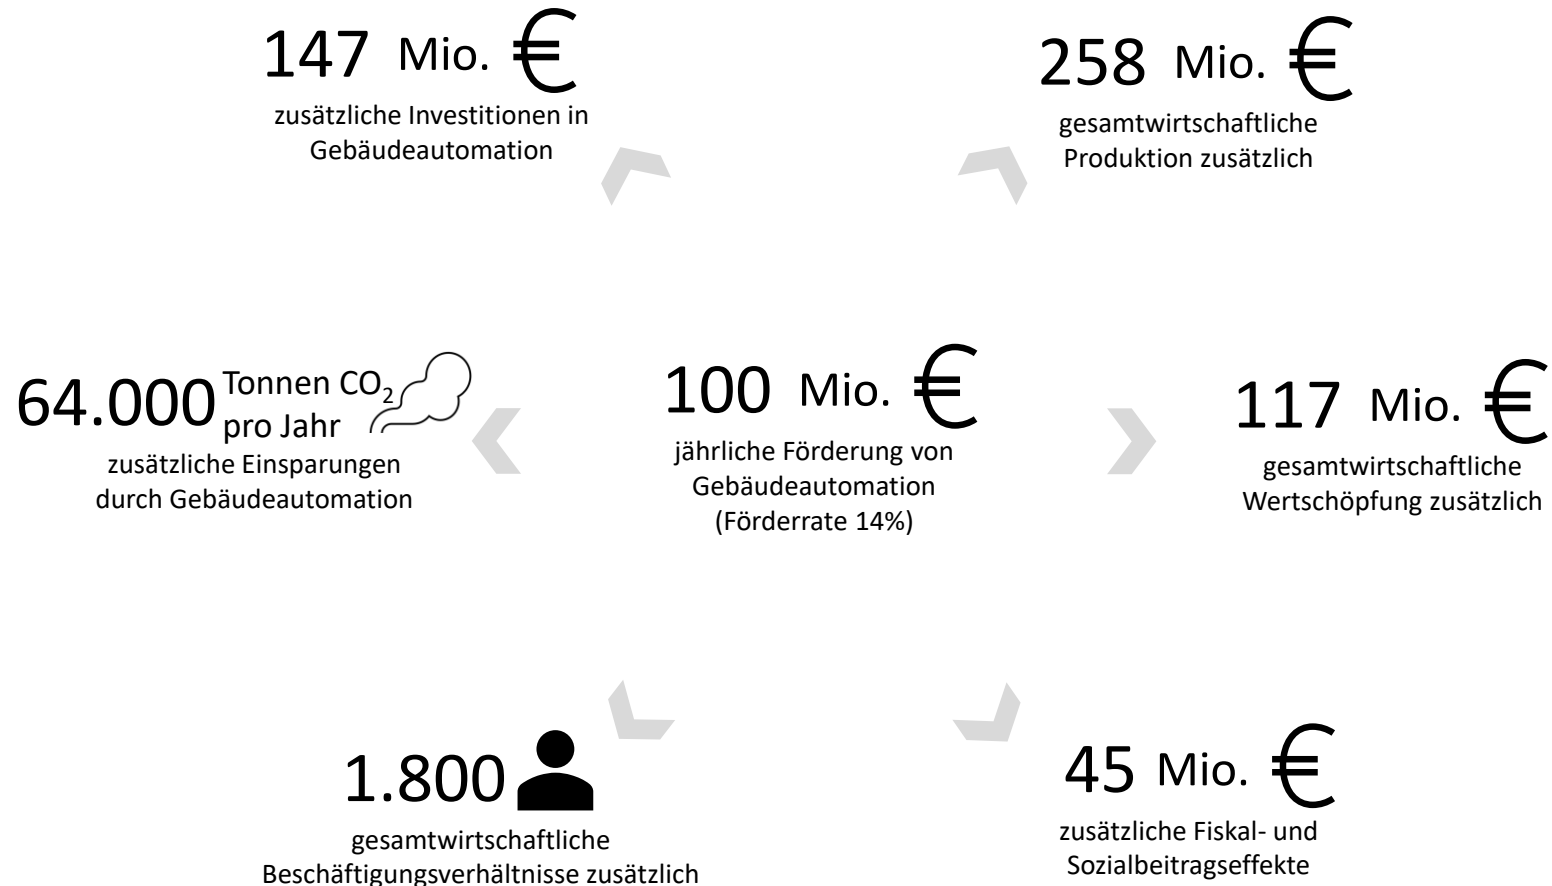 147 Mio. €
zusätzliche Investitionen in
Gebäudeautomation
258 Mio. €
gesamtwirtschaftliche
Produktion zusätzlich
64.000 Tonnen CO₂
pro Jahr
zusätzliche Einsparungen
durch Gebäudeautomation
100 Mio. €
jährliche Förderung von
Gebäudeautomation
(Förderrate 14%)
117 Mio. €
gesamtwirtschaftliche
Wertschöpfung zusätzlich
1.800
gesamtwirtschaftliche
Beschäftigungsverhältnisse zusätzlich
45 Mio. €
zusätzliche Fiskal- und
Sozialbeitragseffekte